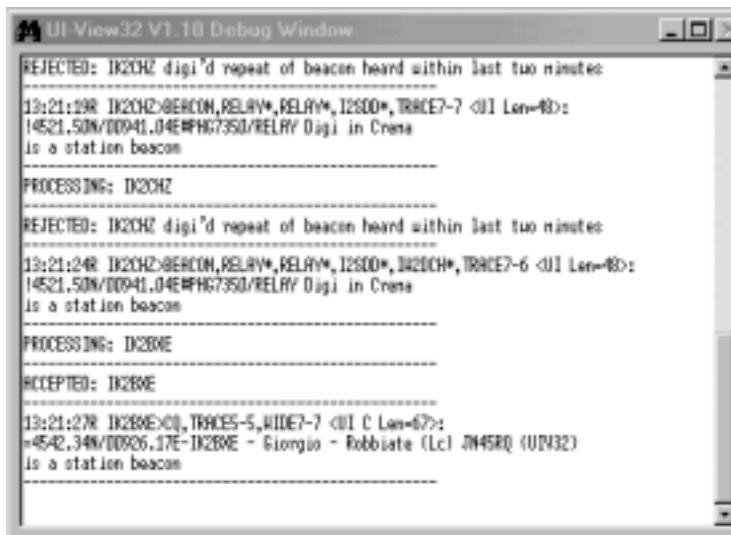 UI-View32 V1.10 Debug Window
REJECTED: IK2CHZ digi'd repeat of beacon heard within last two minutes
13:21:19R IK2CHZ>BEACON,RELAY*,RELAY*,I2SDD*,TRACE7-7 <UI Len=48>:
!4521.50N/00941.04E#PHG7350/RELAY Digi in Crema
is a station beacon
PROCESSING: IK2CHZ
REJECTED: IK2CHZ digi'd repeat of beacon heard within last two minutes
13:21:24R IK2CHZ>BEACON,RELAY*,RELAY*,I2SDD*,IW2DCH*,TRACE7-6 <UI Len=48>:
!4521.50N/00941.04E#PHG7350/RELAY Digi in Crema
is a station beacon
PROCESSING: IK2BXE
ACCEPTED: IK2BXE
13:21:27R IK2BXE>CQ,TRACE5-5,WIDE7-7 <UI C Len=67>:
=4542.34N/00926.17E-IK2BXE - Giorgio - Robbiate (Lc) JN45RQ (UIV32)
is a station beacon